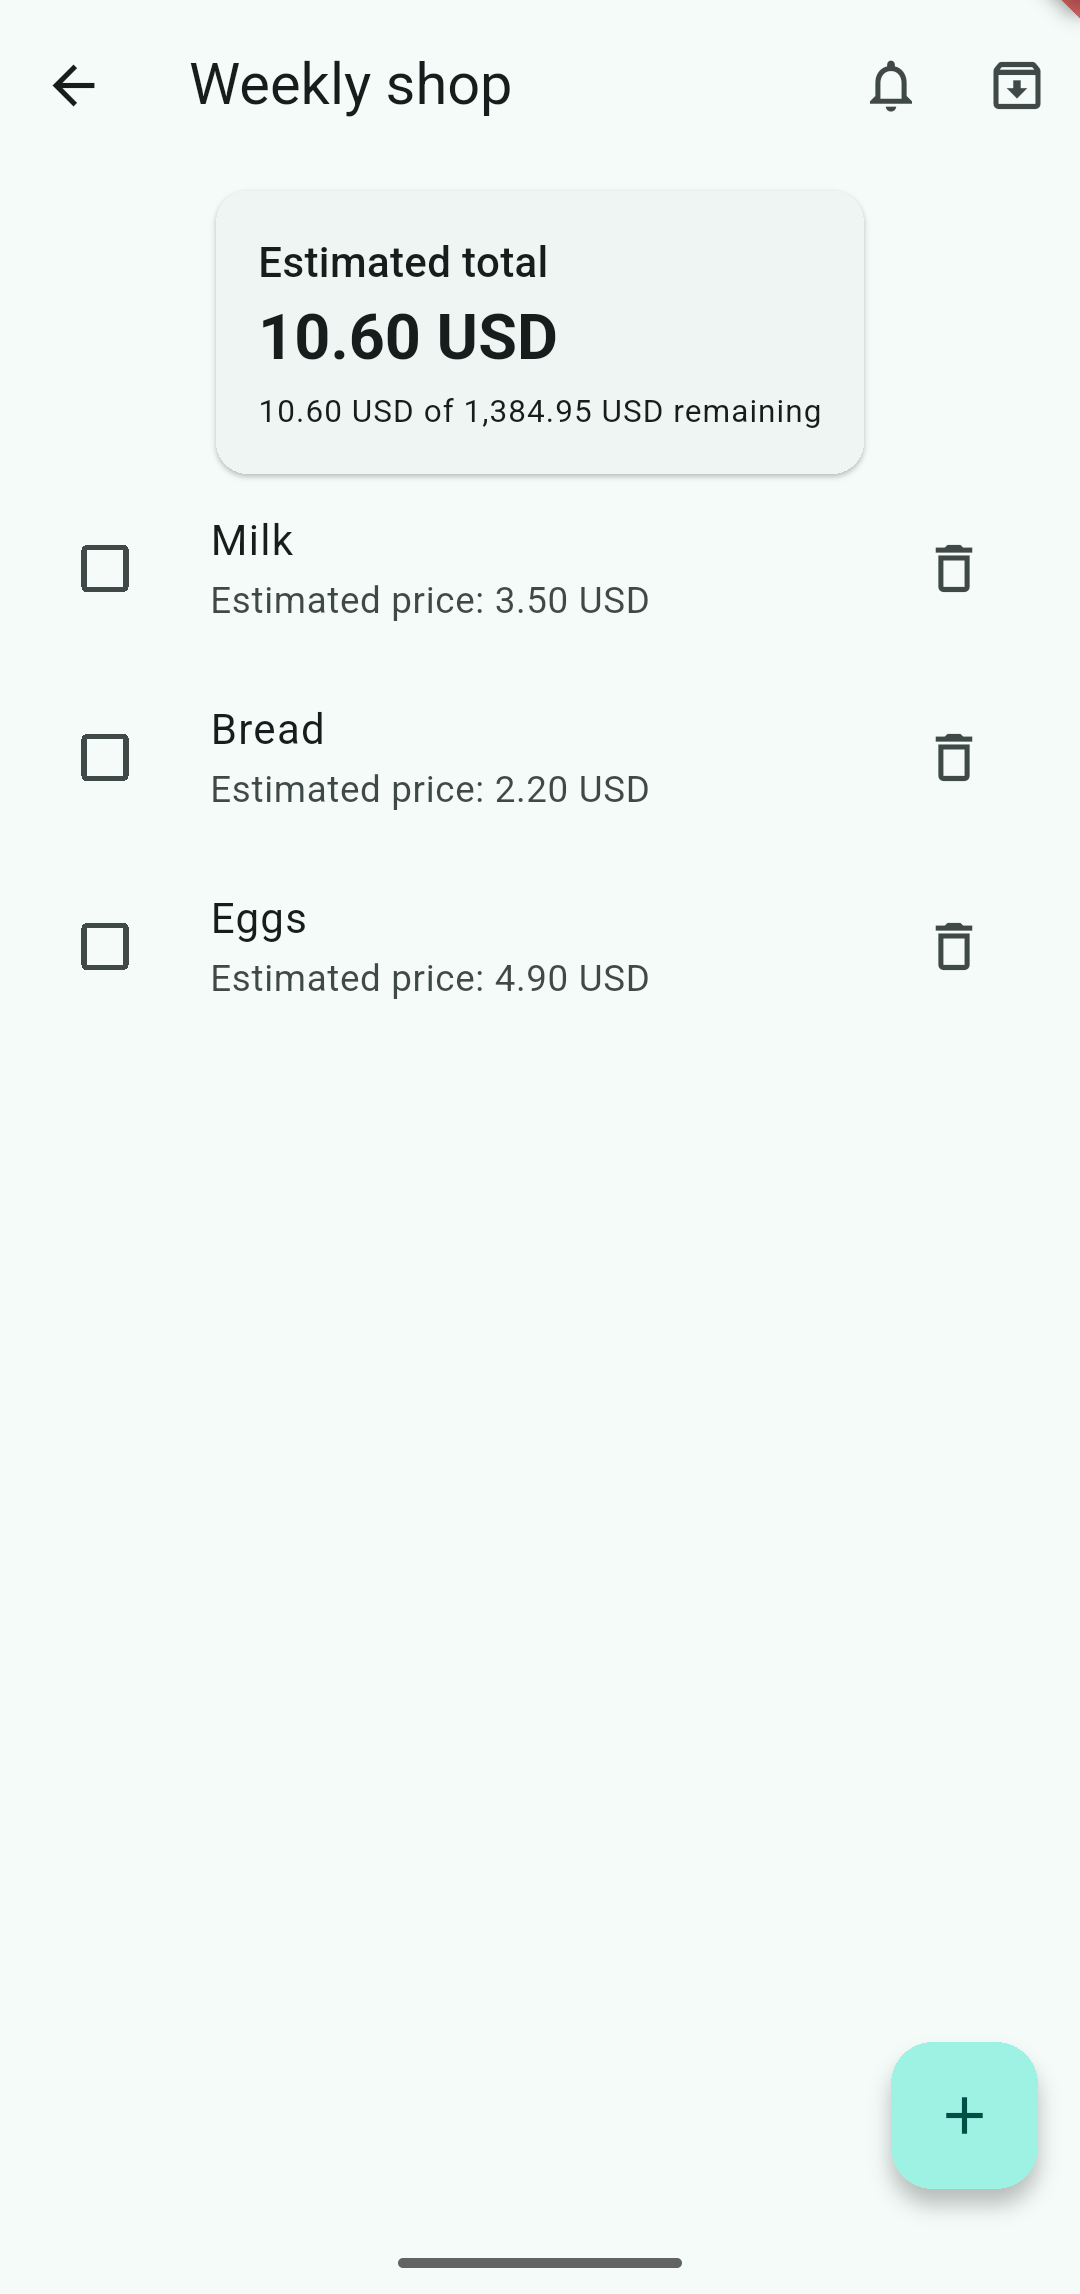 Weekly shop
Estimated total
10.60 USD
10.60 USD of 1,384.95 USD remaining
Milk
Estimated price: 3.50 USD
Bread
Estimated price: 2.20 USD
Eggs
Estimated price: 4.90 USD